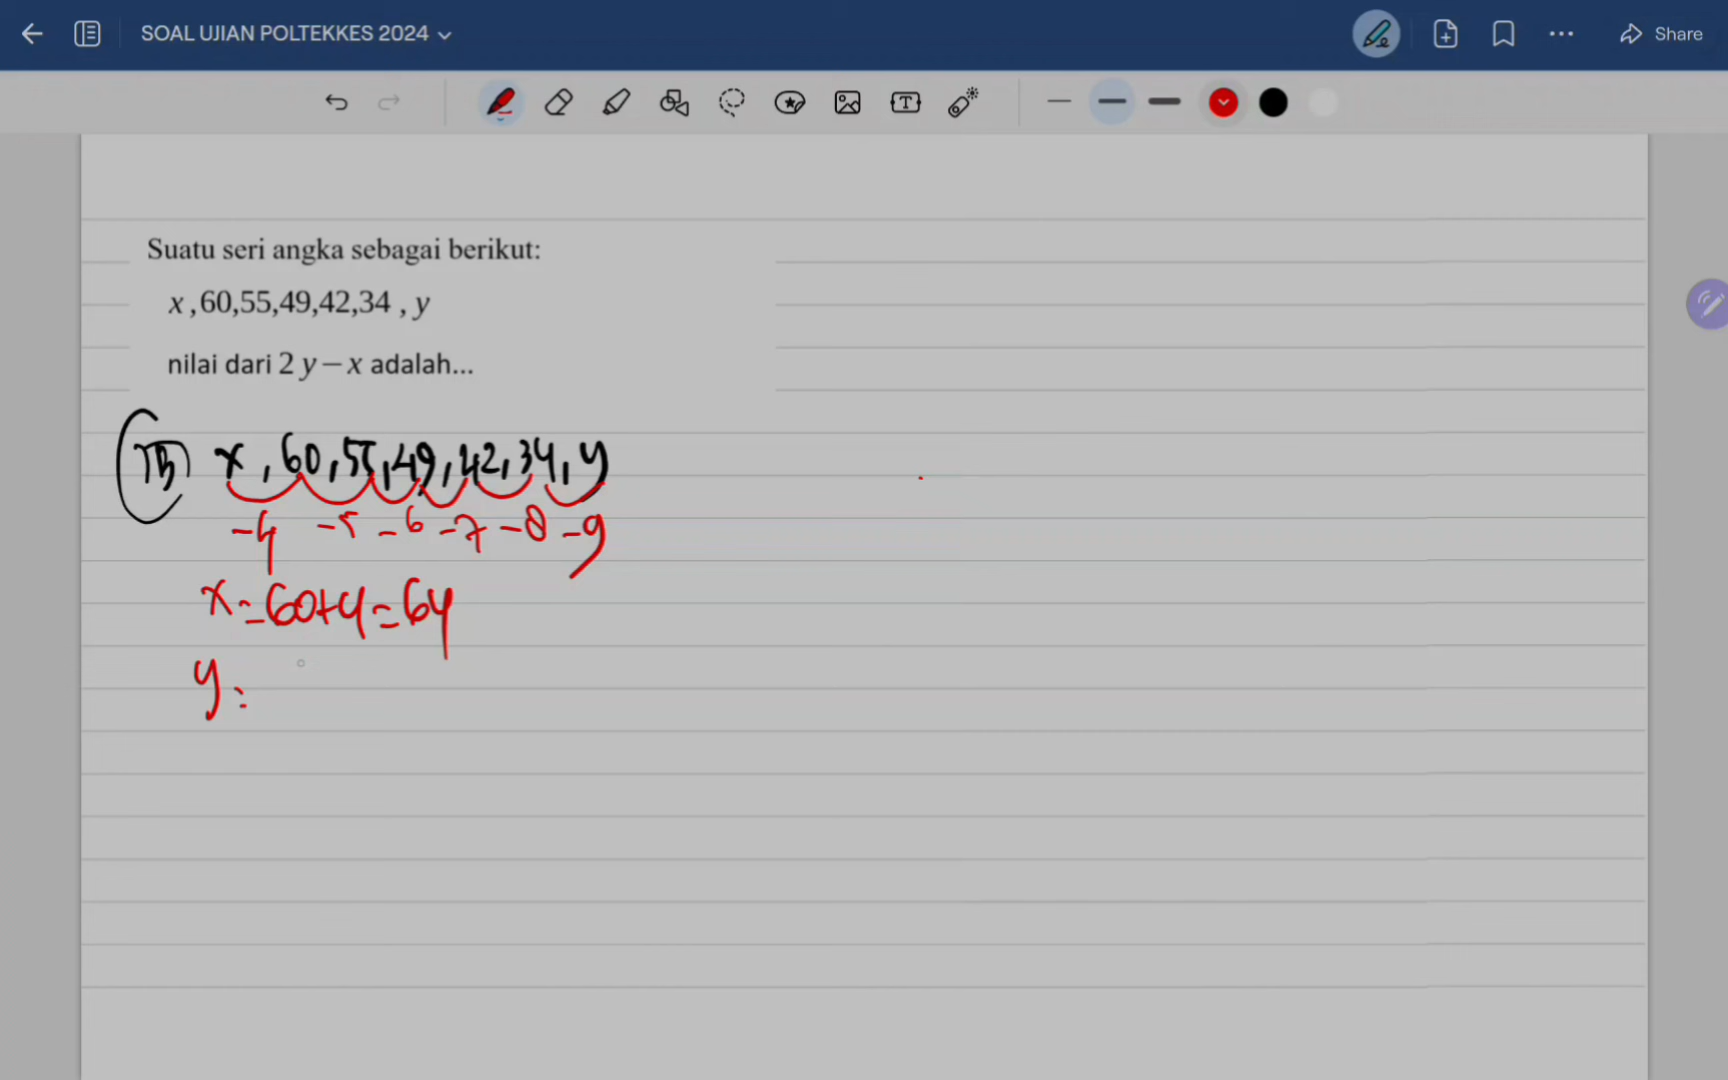 SOAL UJIAN POLTEKKES 2024
Share
Suatu seri angka sebagai berikut:
x ,60,55,49,42,34 , y
nilai dari 2 y – x adalah...
x , 60 , 55 , 49 , 42 , 34 , y
-4 -5 -6 -7 -8 -9
x = 60+4 = 64
y =